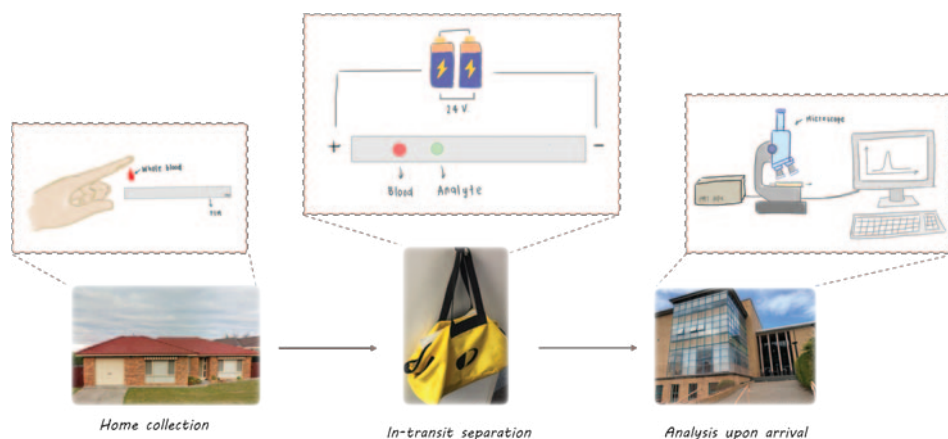 24 V.
+
-
Blood
Analyte
Whole blood
Microscope
Home collection
In-transit separation
Analysis upon arrival